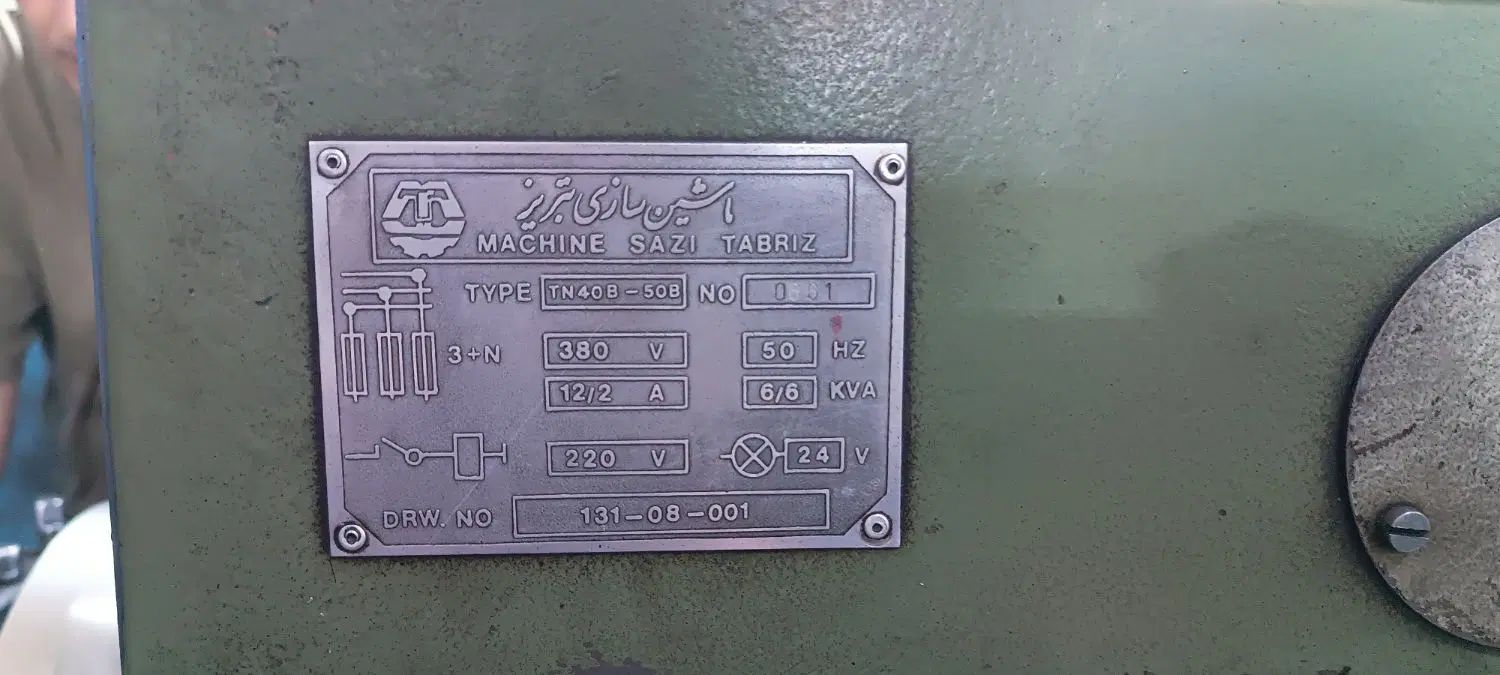 ماشین سازی تبریز
MACHINE SAZI TABRIZ
TYPE TN40B-50B NO
3+N 380 V 50 HZ
12/2 A 6/6 KVA
220 V 24 V
DRW. NO 131-08-001